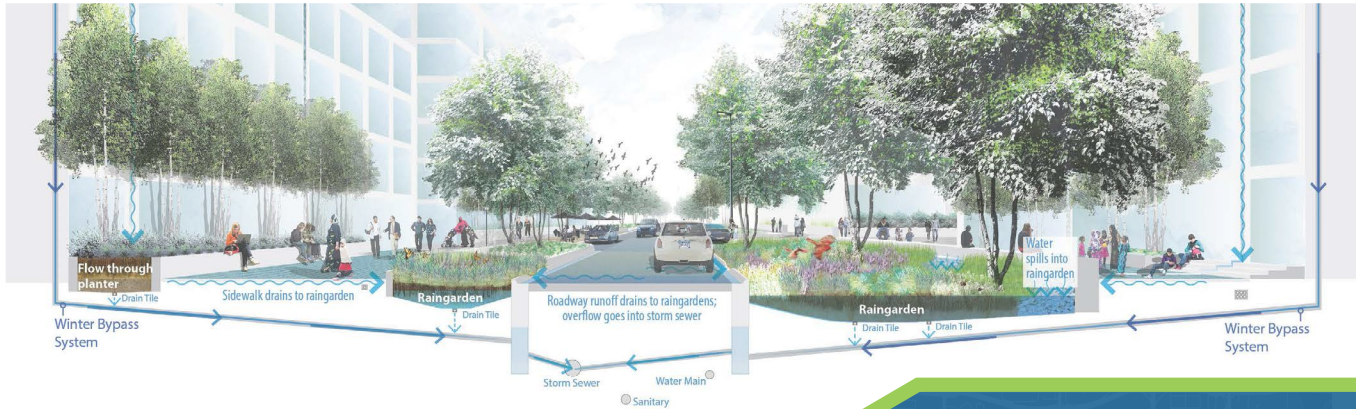 Flow through
planter
Drain Tile
Winter Bypass
System
Sidewalk drains to raingarden
Raingarden
Drain Tile
Roadway runoff drains to raingardens;
overflow goes into storm sewer
Storm Sewer
Water Main
Sanitary
Water
spills into
raingarden
Raingarden
Drain Tile
Drain Tile
Winter Bypass
System